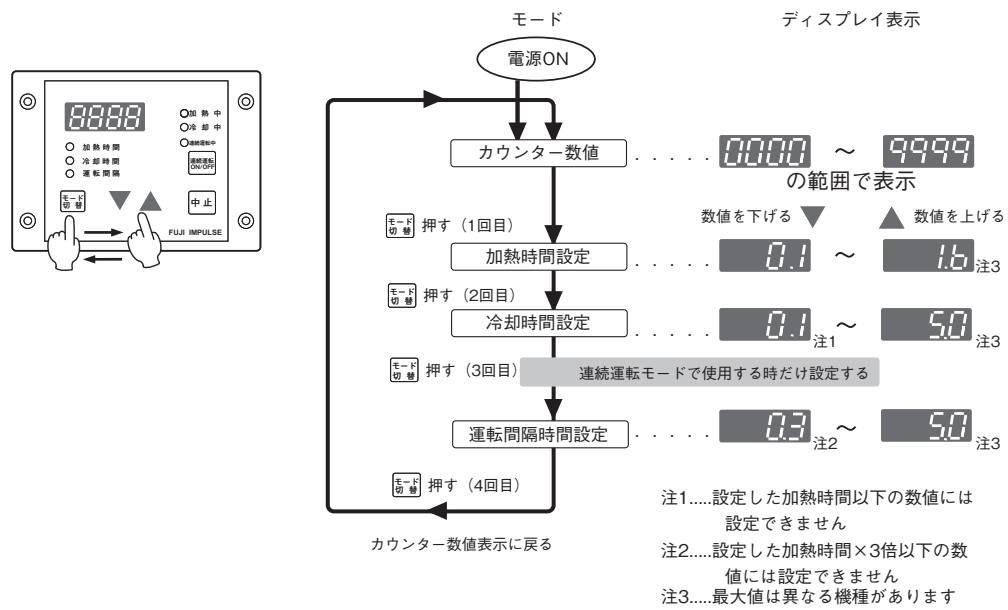 モード
ディスプレイ表示
電源ON
8888
加熱中
冷却中
連続運転中
加熱時間
冷却時間
運転間隔
連続運転
ON/OFF
モード
切替
中止
FUJI IMPULSE
カウンター数値 . . . . . 0000 ～ 9999
の範囲で表示
数値を下げる ▼ ▲ 数値を上げる
モード切替 押す（1回目）
加熱時間設定 . . . . . 0.1 ～ 1.6 注3
モード切替 押す（2回目）
冷却時間設定 . . . . . 0.1 注1 ～ 5.0 注3
モード切替 押す（3回目） 連続運転モードで使用する時だけ設定する
運転間隔時間設定 . . . . . 0.3 注2 ～ 5.0 注3
モード切替 押す（4回目）
カウンター数値表示に戻る
注1.....設定した加熱時間以下の数値には
設定できません
注2.....設定した加熱時間×3倍以下の数
値には設定できません
注3.....最大値は異なる機種があります